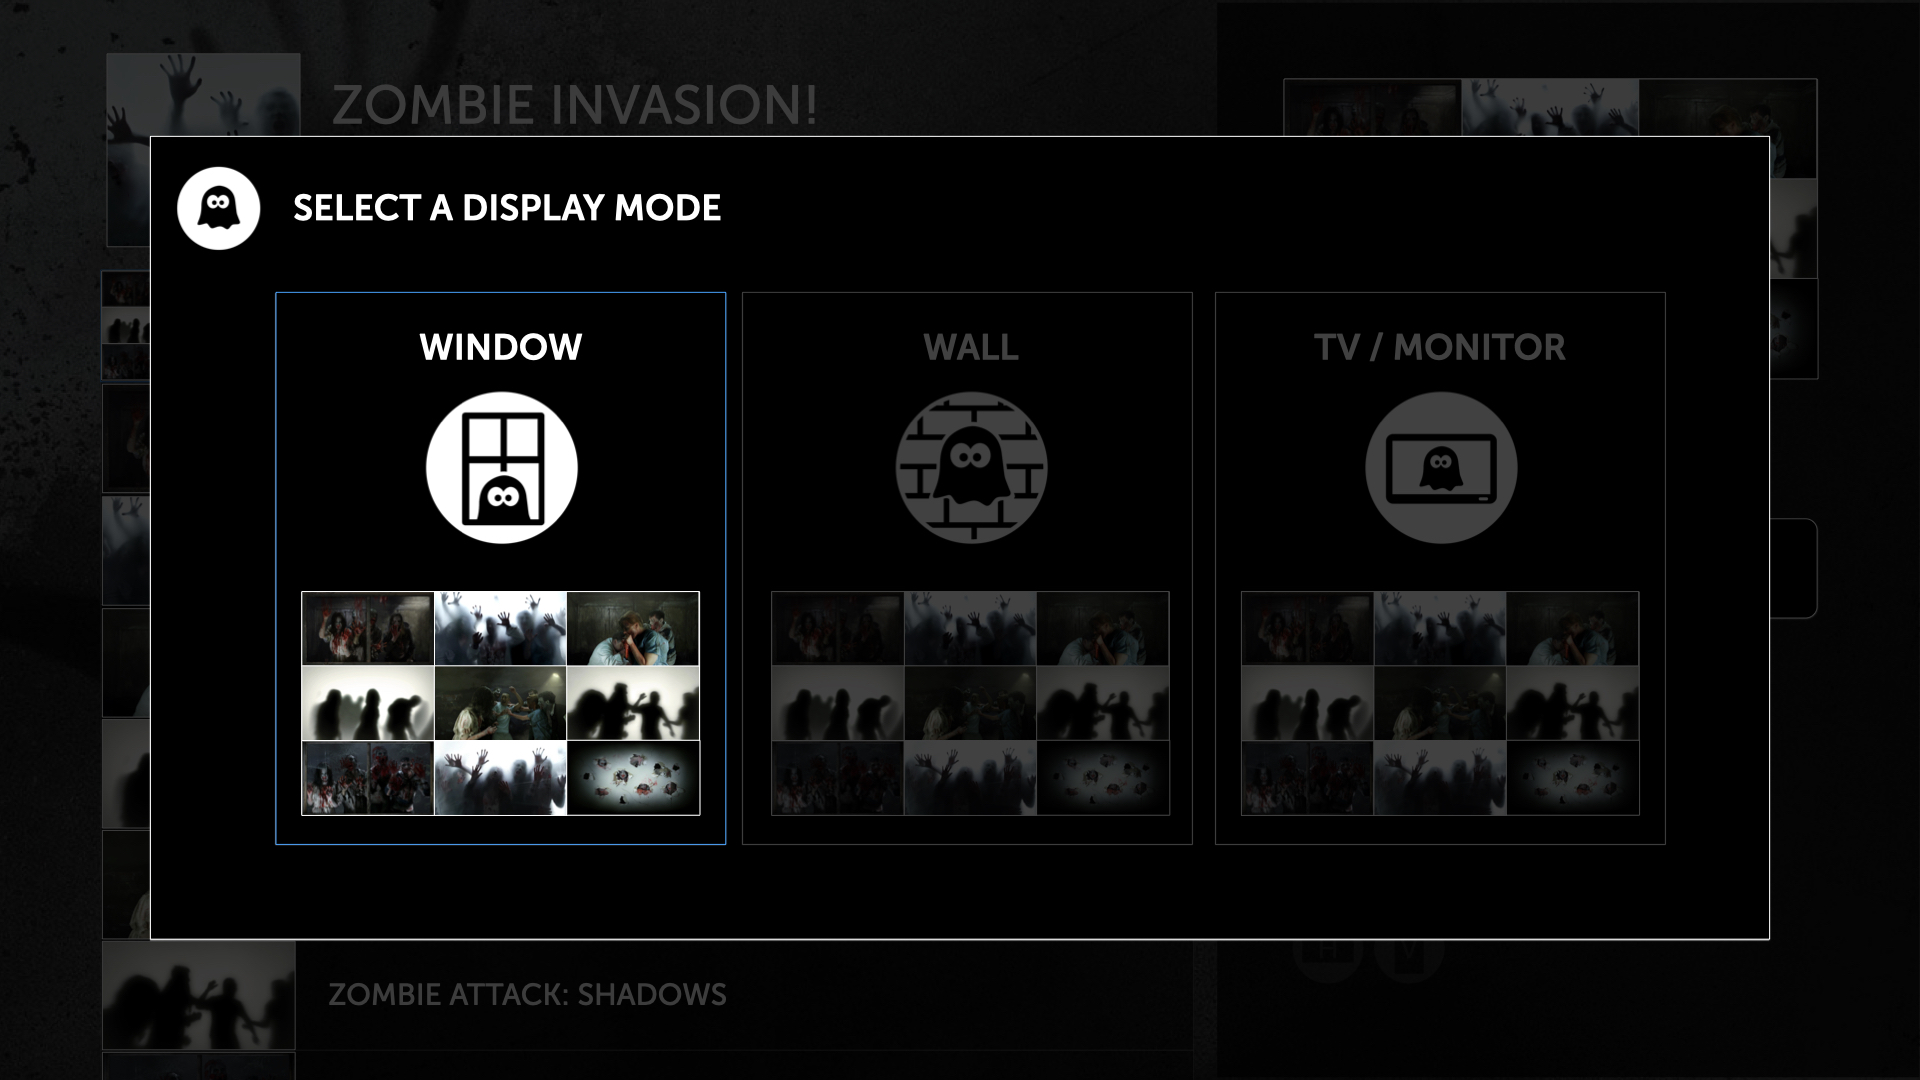 ZOMBIE INVASION!
SELECT A DISPLAY MODE
WINDOW
WALL
TV / MONITOR
ZOMBIE ATTACK: SHADOWS